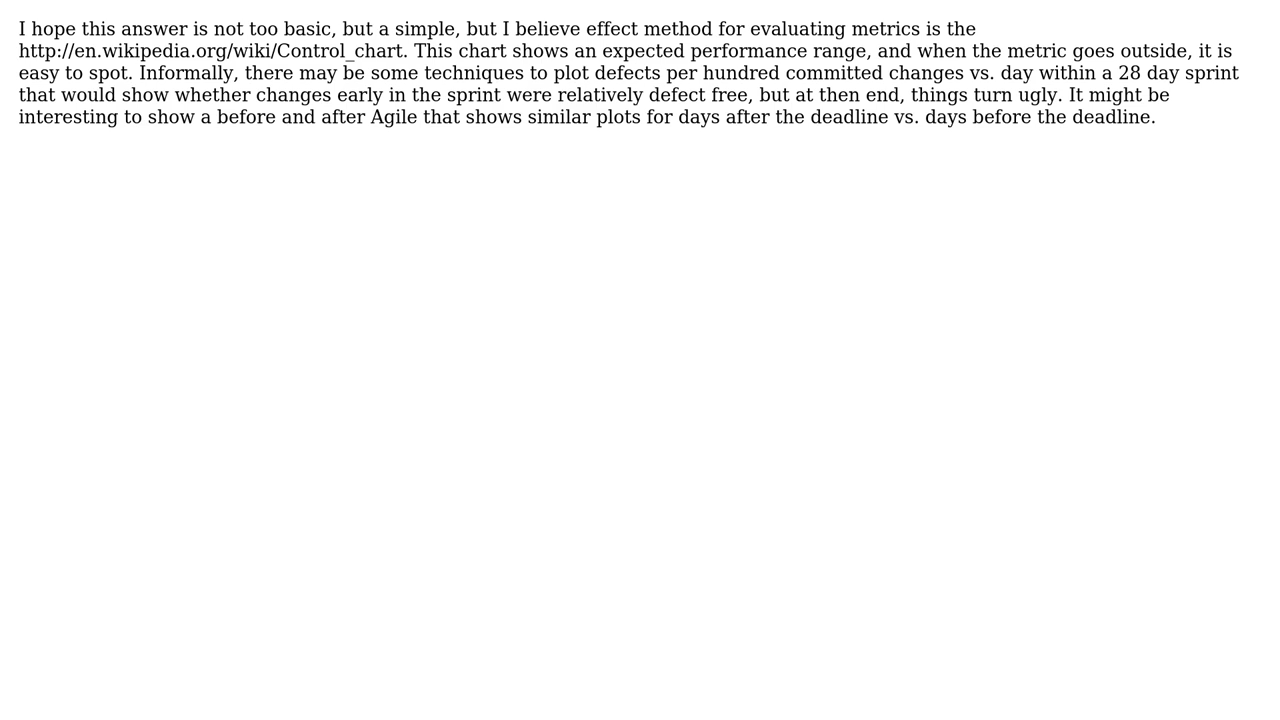 I hope this answer is not too basic, but a simple, but I believe effect method for evaluating metrics is the
http://en.wikipedia.org/wiki/Control_chart. This chart shows an expected performance range, and when the metric goes outside, it is
easy to spot. Informally, there may be some techniques to plot defects per hundred committed changes vs. day within a 28 day sprint
that would show whether changes early in the sprint were relatively defect free, but at then end, things turn ugly. It might be
interesting to show a before and after Agile that shows similar plots for days after the deadline vs. days before the deadline.